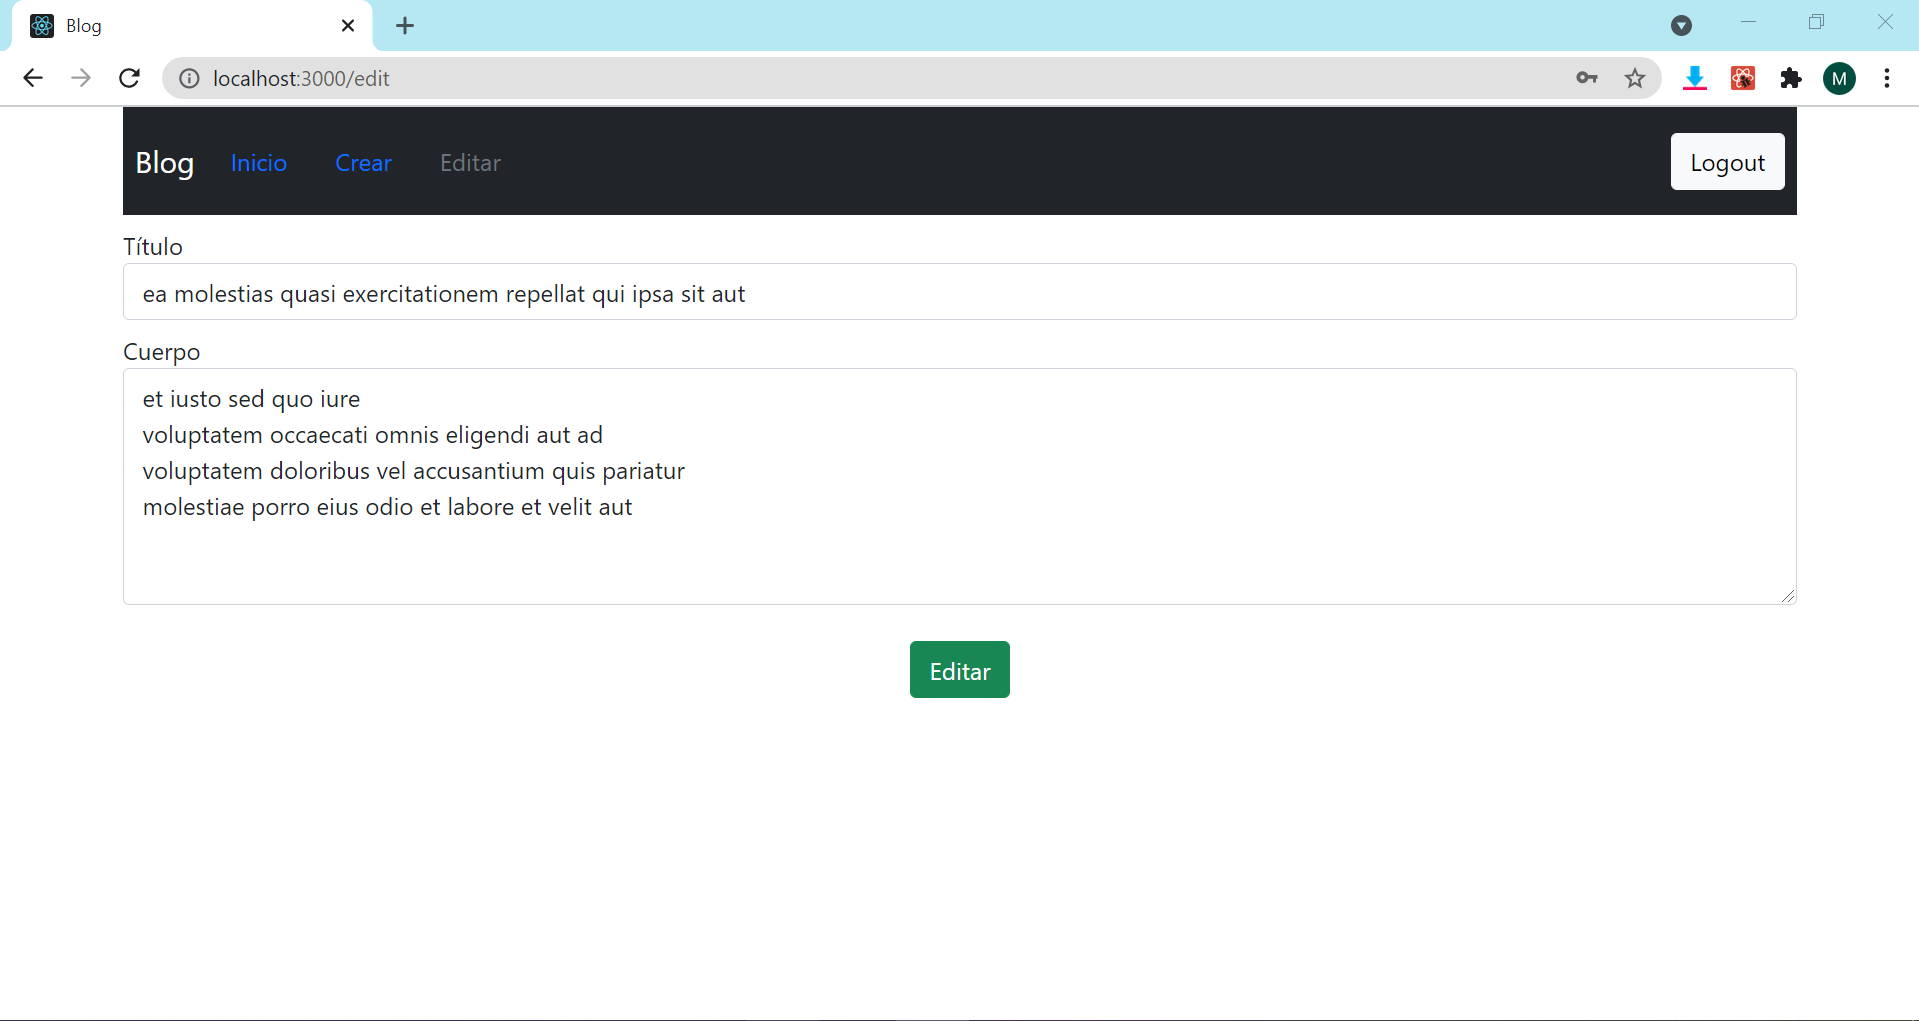 Blog
localhost:3000/edit
M
Blog Inicio Crear Editar Logout
Título
ea molestias quasi exercitationem repellat qui ipsa sit aut
Cuerpo
et iusto sed quo iure
voluptatem occaecati omnis eligendi aut ad
voluptatem doloribus vel accusantium quis pariatur
molestiae porro eius odio et labore et velit aut
Editar